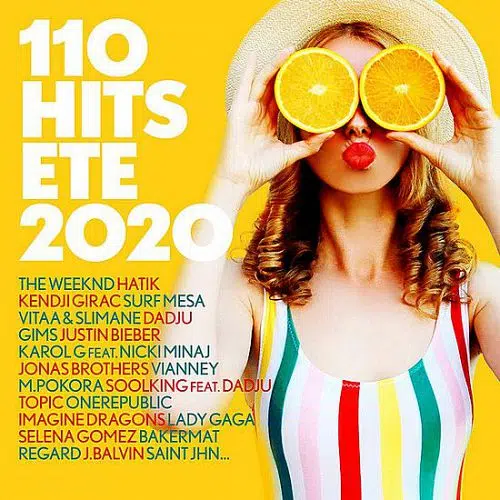 110
HITS
ETE
2020
THE WEEKND HATIK
KENDJI GIRAC SURF MESA
VITAA & SLIMANE DADJU
GIMS JUSTIN BIEBER
KAROL G FEAT. NICKI MINAJ
JONAS BROTHERS VIANNEY
M.POKORA SOOLKING FEAT. DADJU
TOPIC ONEREPUBLIC
IMAGINE DRAGONS LADY GAGA
SELENA GOMEZ BAKERMAT
REGARD J.BALVIN SAINT JHN...